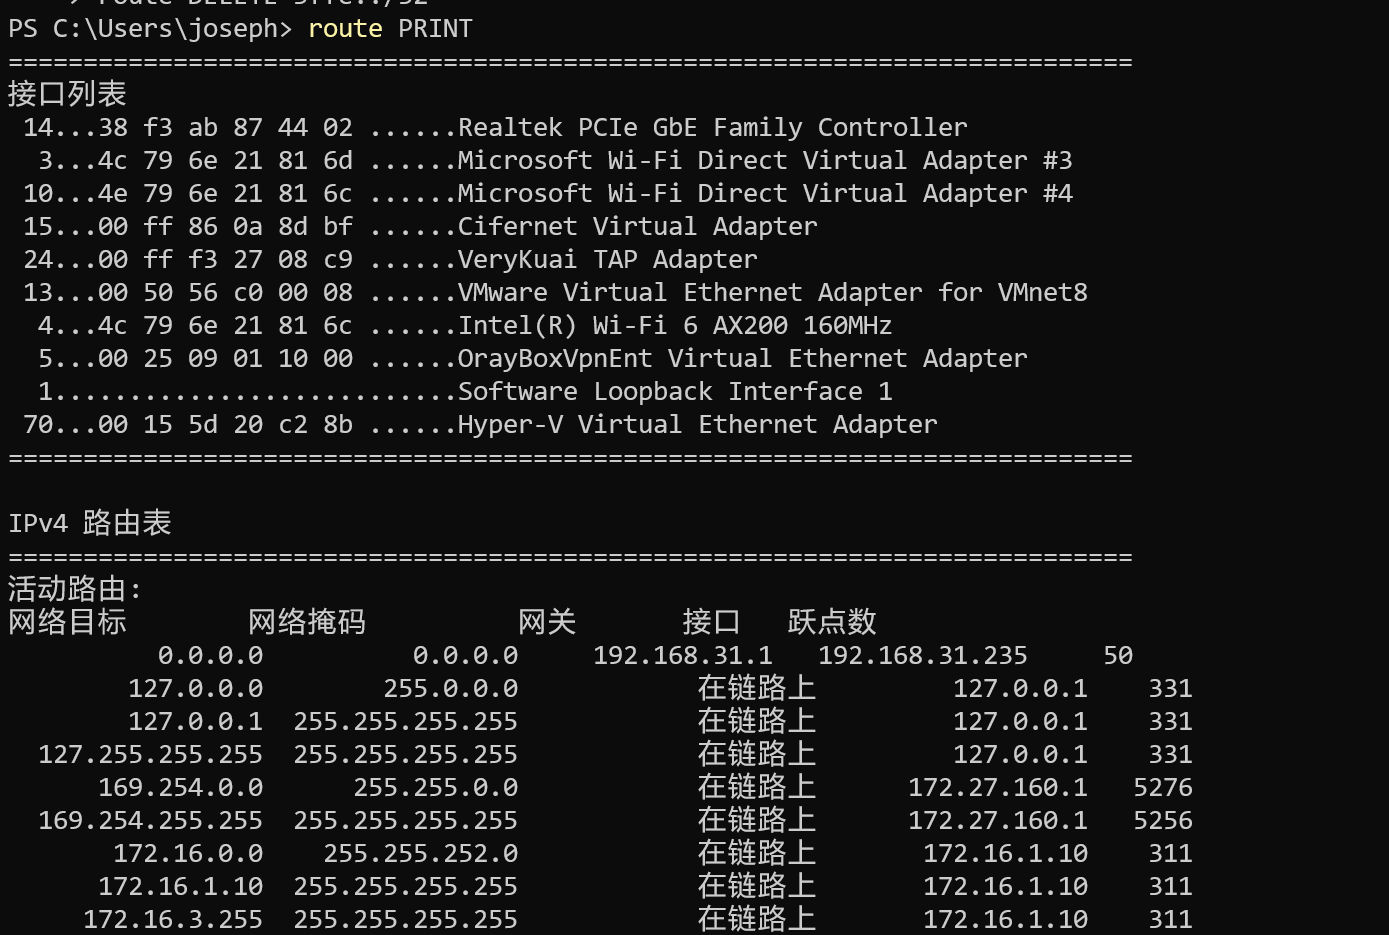 PS C:\Users\joseph> route PRINT
===========================================================================
接口列表
 14...38 f3 ab 87 44 02 ......Realtek PCIe GbE Family Controller
  3...4c 79 6e 21 81 6d ......Microsoft Wi-Fi Direct Virtual Adapter #3
 10...4e 79 6e 21 81 6c ......Microsoft Wi-Fi Direct Virtual Adapter #4
 15...00 ff 86 0a 8d bf ......Cifernet Virtual Adapter
 24...00 ff f3 27 08 c9 ......VeryKuai TAP Adapter
 13...00 50 56 c0 00 08 ......VMware Virtual Ethernet Adapter for VMnet8
  4...4c 79 6e 21 81 6c ......Intel(R) Wi-Fi 6 AX200 160MHz
  5...00 25 09 01 10 00 ......OrayBoxVpnEnt Virtual Ethernet Adapter
  1...........................Software Loopback Interface 1
 70...00 15 5d 20 c2 8b ......Hyper-V Virtual Ethernet Adapter
===========================================================================
IPv4 路由表
===========================================================================
活动路由:
网络目标        网络掩码          网关       接口   跃点数
          0.0.0.0          0.0.0.0     192.168.31.1   192.168.31.235     50
        127.0.0.0        255.0.0.0            在链路上         127.0.0.1    331
        127.0.0.1  255.255.255.255            在链路上         127.0.0.1    331
  127.255.255.255  255.255.255.255            在链路上         127.0.0.1    331
      169.254.0.0      255.255.0.0            在链路上      172.27.160.1   5276
  169.254.255.255  255.255.255.255            在链路上      172.27.160.1   5256
       172.16.0.0    255.255.252.0            在链路上       172.16.1.10    311
      172.16.1.10  255.255.255.255            在链路上       172.16.1.10    311
     172.16.3.255  255.255.255.255            在链路上       172.16.1.10    311